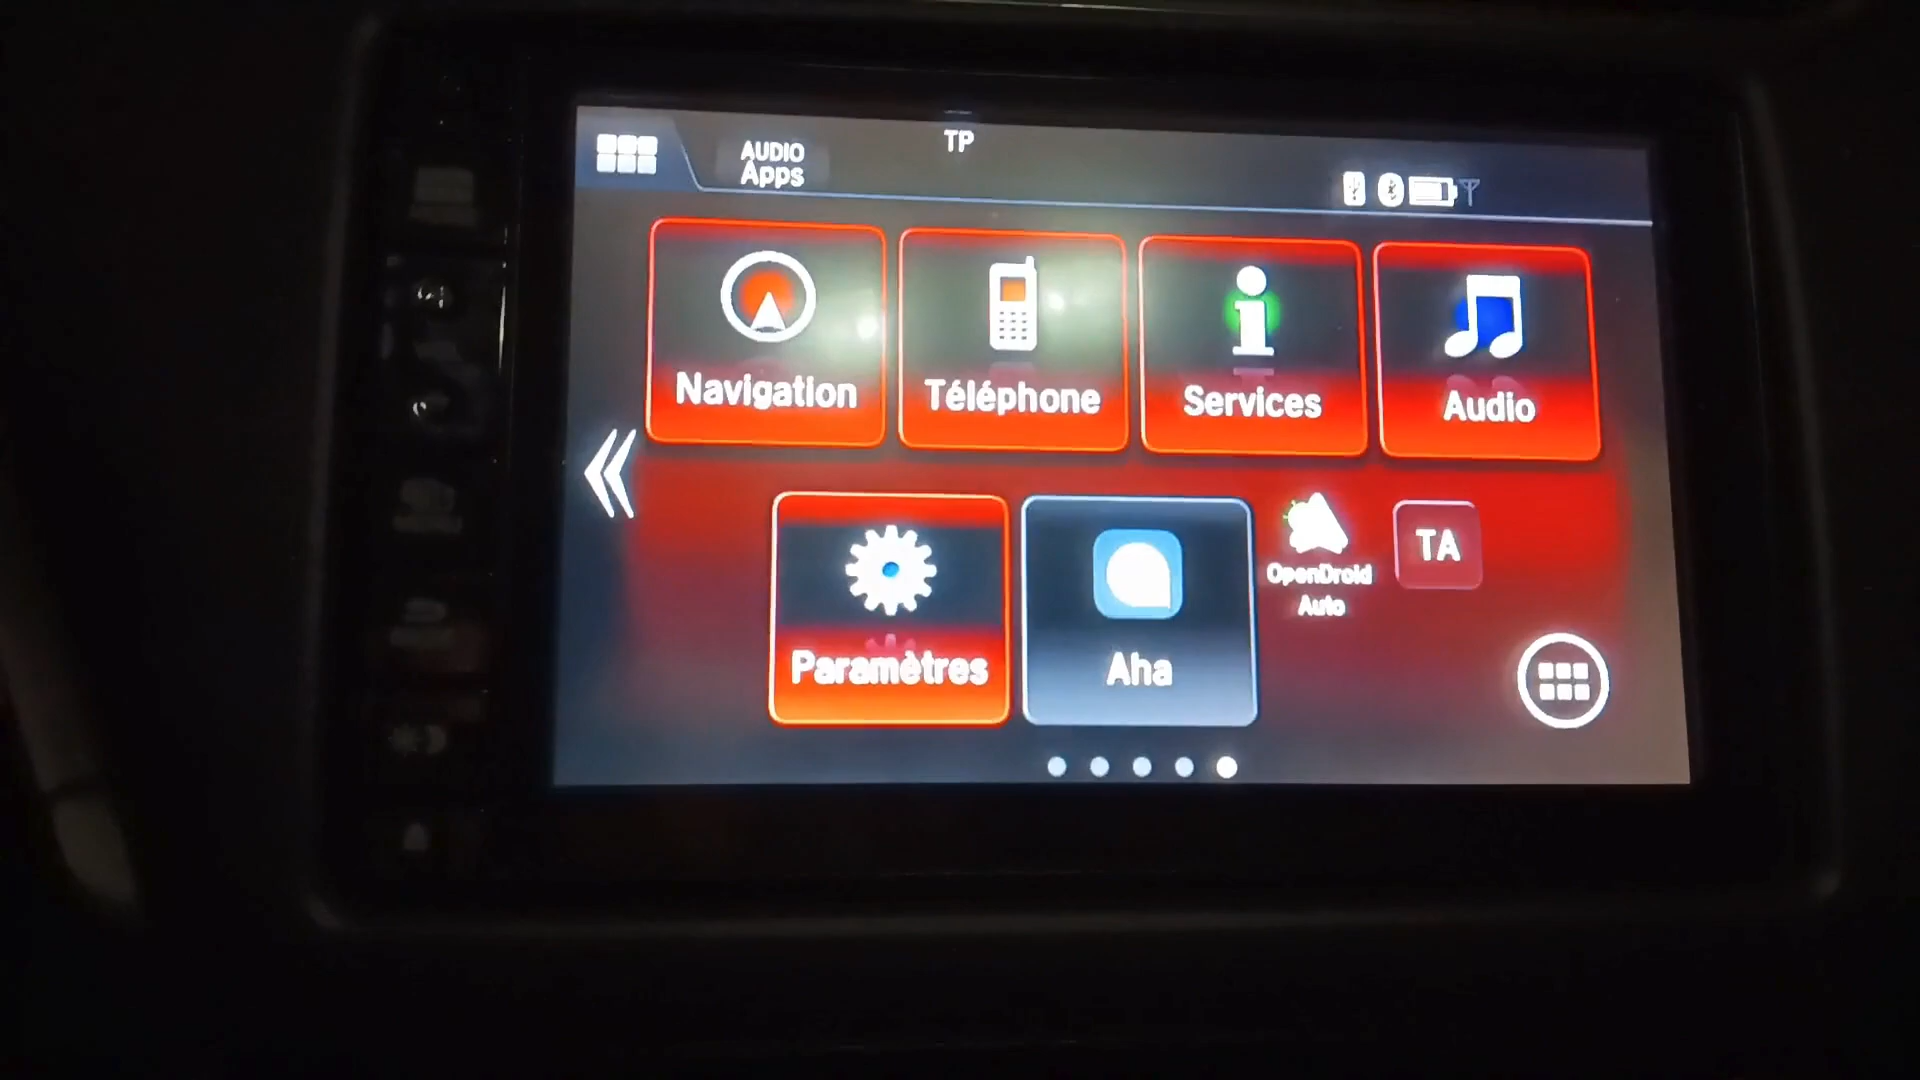 AUDIO
Apps
TP
Navigation
Téléphone
Services
Audio
Paramètres
Aha
OpenDroid
Auto
TA